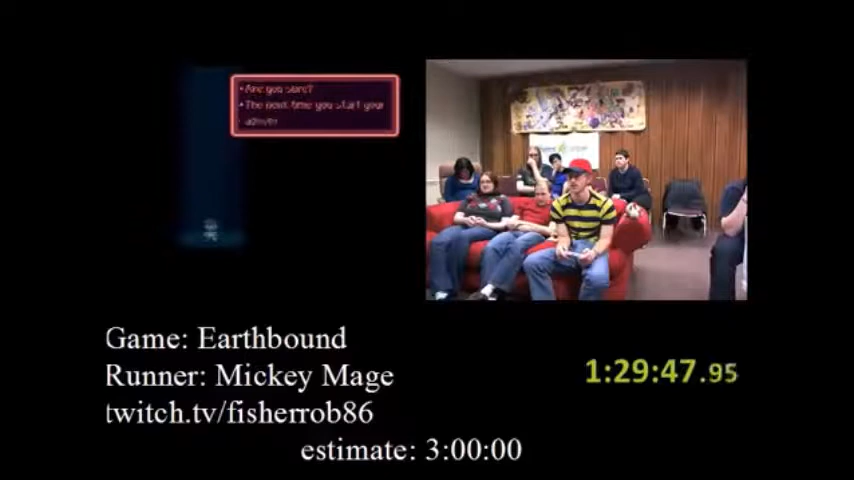 •Are you sure?
•The next time you start your
Game: Earthbound
Runner: Mickey Mage
twitch.tv/fisherrob86
estimate: 3:00:00
1:29:47.95